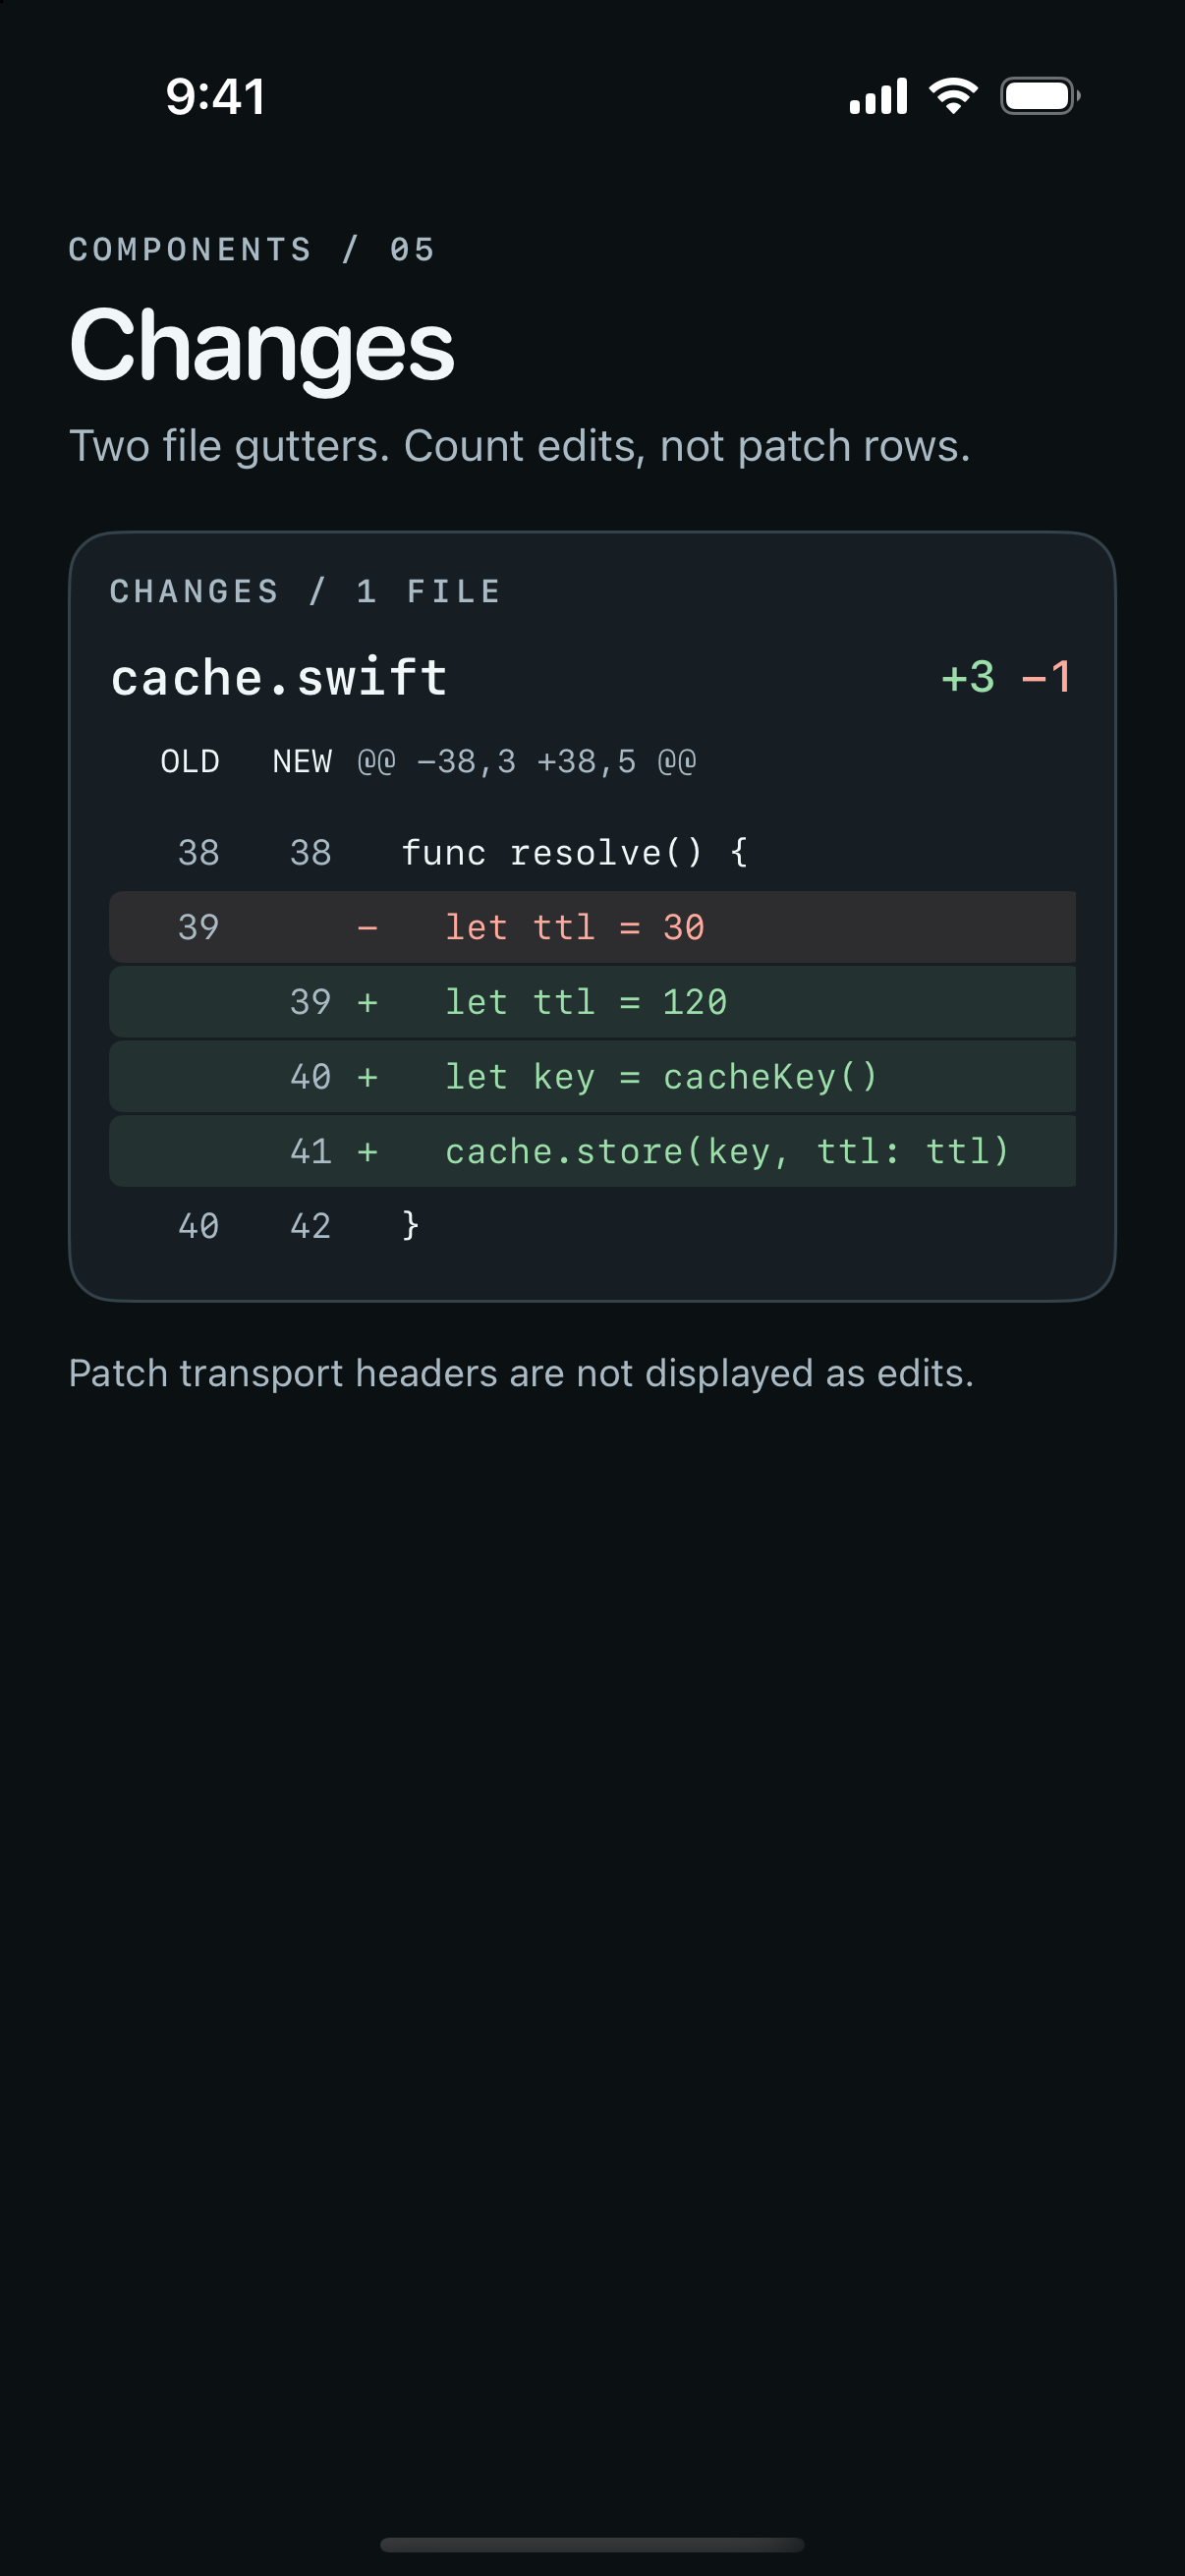 9:41
COMPONENTS / 05
Changes
Two file gutters. Count edits, not patch rows.
CHANGES / 1 FILE
cache.swift +3 −1
OLD NEW @@ −38,3 +38,5 @@
38 38 func resolve() {
39 − let ttl = 30
39 + let ttl = 120
40 + let key = cacheKey()
41 + cache.store(key, ttl: ttl)
40 42 }
Patch transport headers are not displayed as edits.